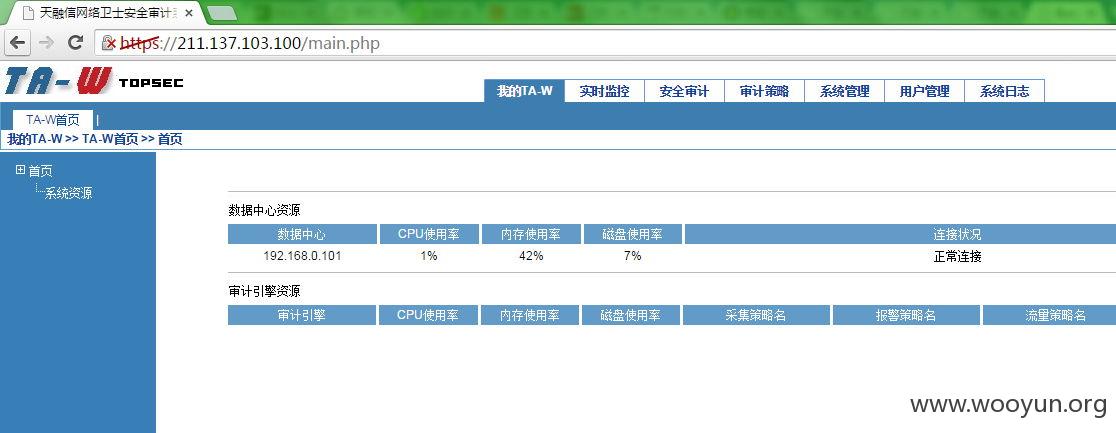 天融信网络卫士安全审计系
https://211.137.103.100/main.php
TA-W TOPSEC
我的TA-W 实时监控 安全审计 审计策略 系统管理 用户管理 系统日志
TA-W首页 |
我的TA-W >> TA-W首页 >> 首页
首页
系统资源
数据中心资源
数据中心 CPU使用率 内存使用率 磁盘使用率 连接状况
192.168.0.101 1% 42% 7% 正常连接
审计引擎资源
审计引擎 CPU使用率 内存使用率 磁盘使用率 采集策略名 报警策略名 流量策略名
www.wooyun.org